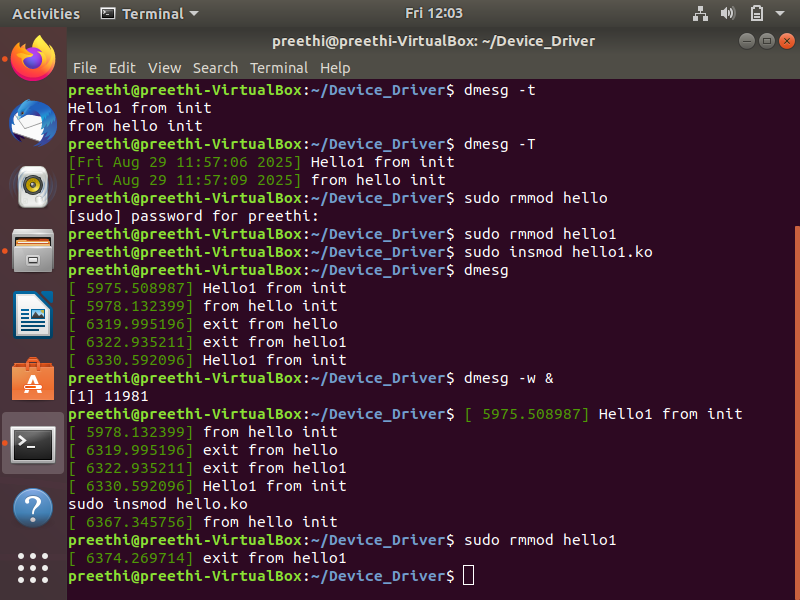 Activities Terminal Fri 12:03
preethi@preethi-VirtualBox: ~/Device_Driver
File Edit View Search Terminal Help
preethi@preethi-VirtualBox:~/Device_Driver$ dmesg -t
Hello1 from init
from hello init
preethi@preethi-VirtualBox:~/Device_Driver$ dmesg -T
[Fri Aug 29 11:57:06 2025] Hello1 from init
[Fri Aug 29 11:57:09 2025] from hello init
preethi@preethi-VirtualBox:~/Device_Driver$ sudo rmmod hello
[sudo] password for preethi:
preethi@preethi-VirtualBox:~/Device_Driver$ sudo rmmod hello1
preethi@preethi-VirtualBox:~/Device_Driver$ sudo insmod hello1.ko
preethi@preethi-VirtualBox:~/Device_Driver$ dmesg
[ 5975.508987] Hello1 from init
[ 5978.132399] from hello init
[ 6319.995196] exit from hello
[ 6322.935211] exit from hello1
[ 6330.592096] Hello1 from init
preethi@preethi-VirtualBox:~/Device_Driver$ dmesg -w &
[1] 11981
preethi@preethi-VirtualBox:~/Device_Driver$ [ 5975.508987] Hello1 from init
[ 5978.132399] from hello init
[ 6319.995196] exit from hello
[ 6322.935211] exit from hello1
[ 6330.592096] Hello1 from init
sudo insmod hello.ko
[ 6367.345756] from hello init
preethi@preethi-VirtualBox:~/Device_Driver$ sudo rmmod hello1
[ 6374.269714] exit from hello1
preethi@preethi-VirtualBox:~/Device_Driver$